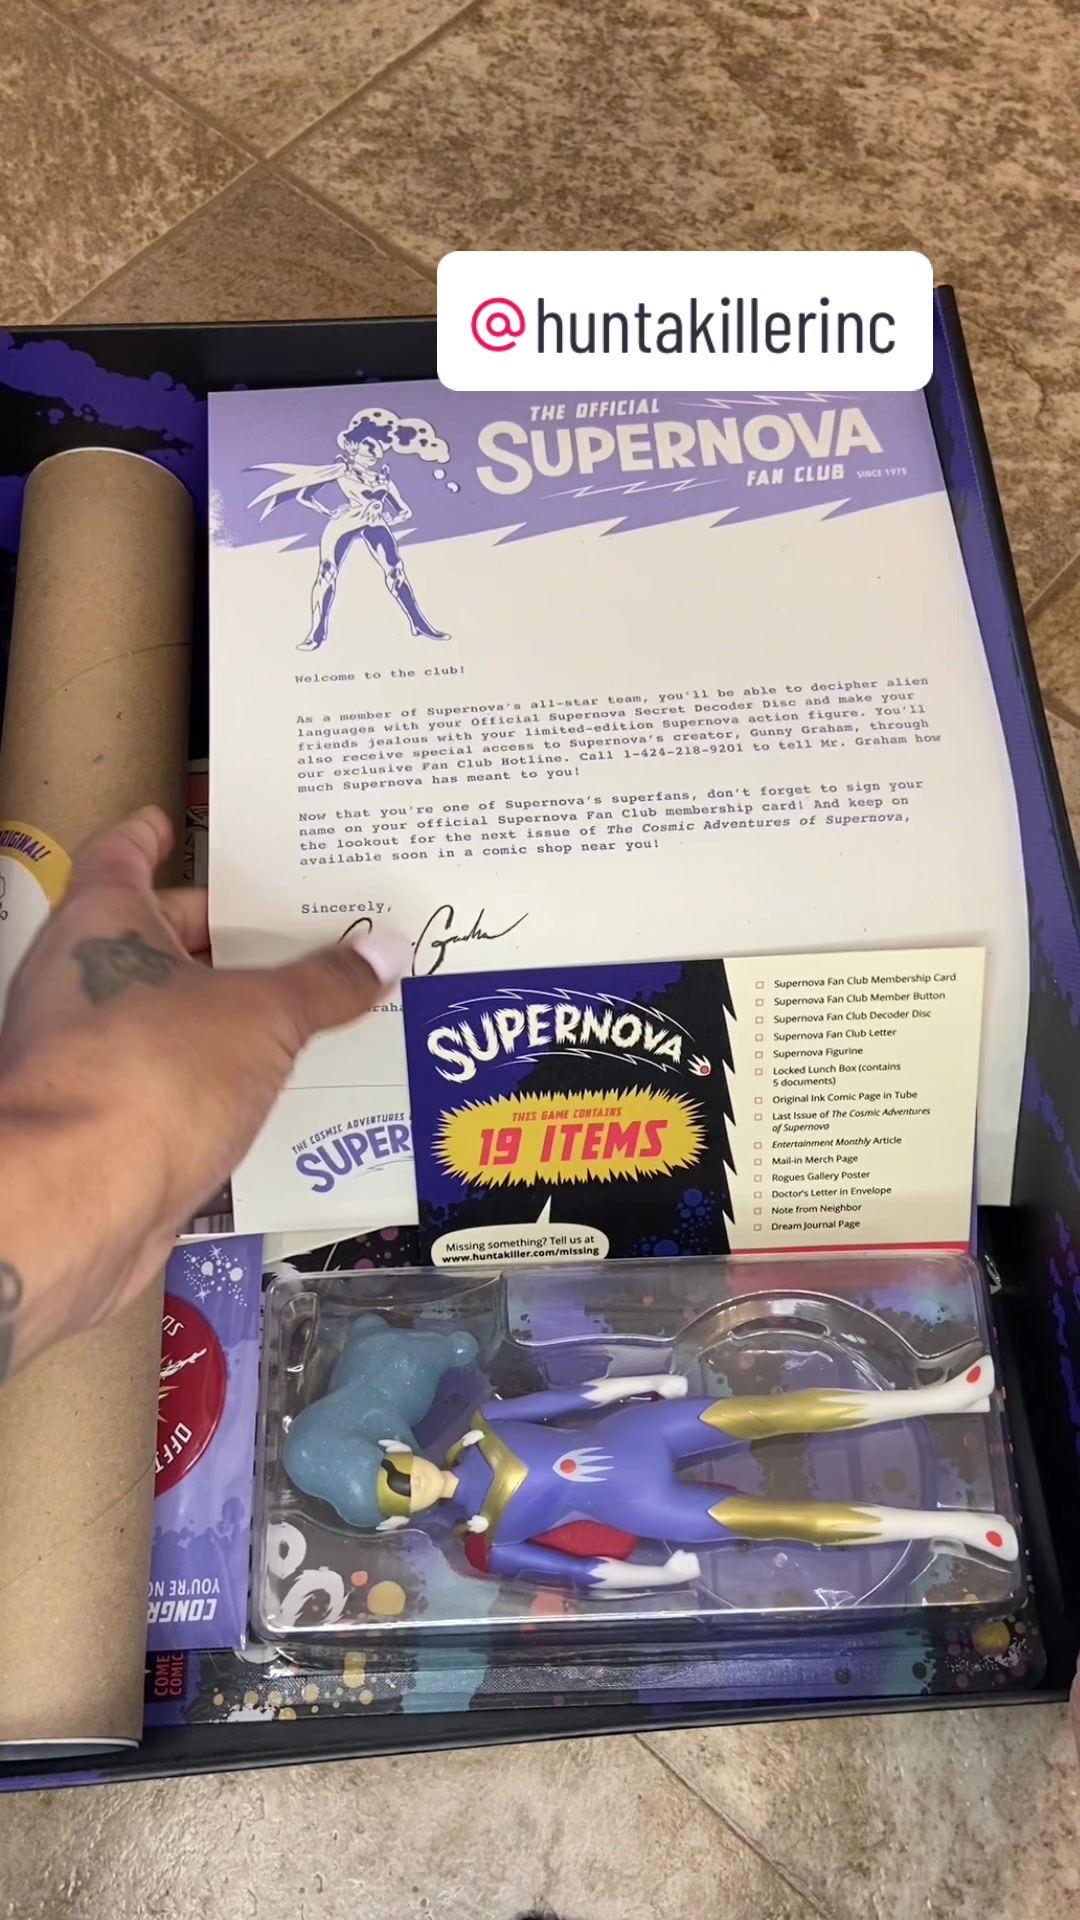 @huntakillerinc
THE OFFICIAL
SUPERNOVA
FAN CLUB SINCE 1975
Welcome to the club!
As a member of Supernova's all-star team, you'll be able to decipher alien
languages with your Official Supernova Secret Decoder Disc and make your
friends jealous with your limited-edition Supernova action figure. You'll
also receive special access to Supernova's creator, Gunny Graham, through
our exclusive Fan Club Hotline. Call 1-424-218-9201 to tell Mr. Graham how
much Supernova has meant to you!
Now that you're one of Supernova's superfans, don't forget to sign your
name on your official Supernova Fan Club membership card! And keep on
the lookout for the next issue of The Cosmic Adventures of Supernova,
available soon in a comic shop near you!
Sincerely,
Graham
THE COSMIC ADVENTURES
SUPER
ORIGINAL!
SUPERNOVA
THIS GAME CONTAINS
19 ITEMS
Missing something? Tell us at
www.huntakiller.com/missing
Supernova Fan Club Membership Card
Supernova Fan Club Member Button
Supernova Fan Club Decoder Disc
Supernova Fan Club Letter
Supernova Figurine
Locked Lunch Box (contains
5 documents)
Original Ink Comic Page in Tube
Last Issue of The Cosmic Adventures
of Supernova
Entertainment Monthly Article
Mail-in Merch Page
Rogues Gallery Poster
Doctor's Letter in Envelope
Note from Neighbor
Dream Journal Page
SU
OFFI
CONGR
YOU'RE NO
COME
COMIC